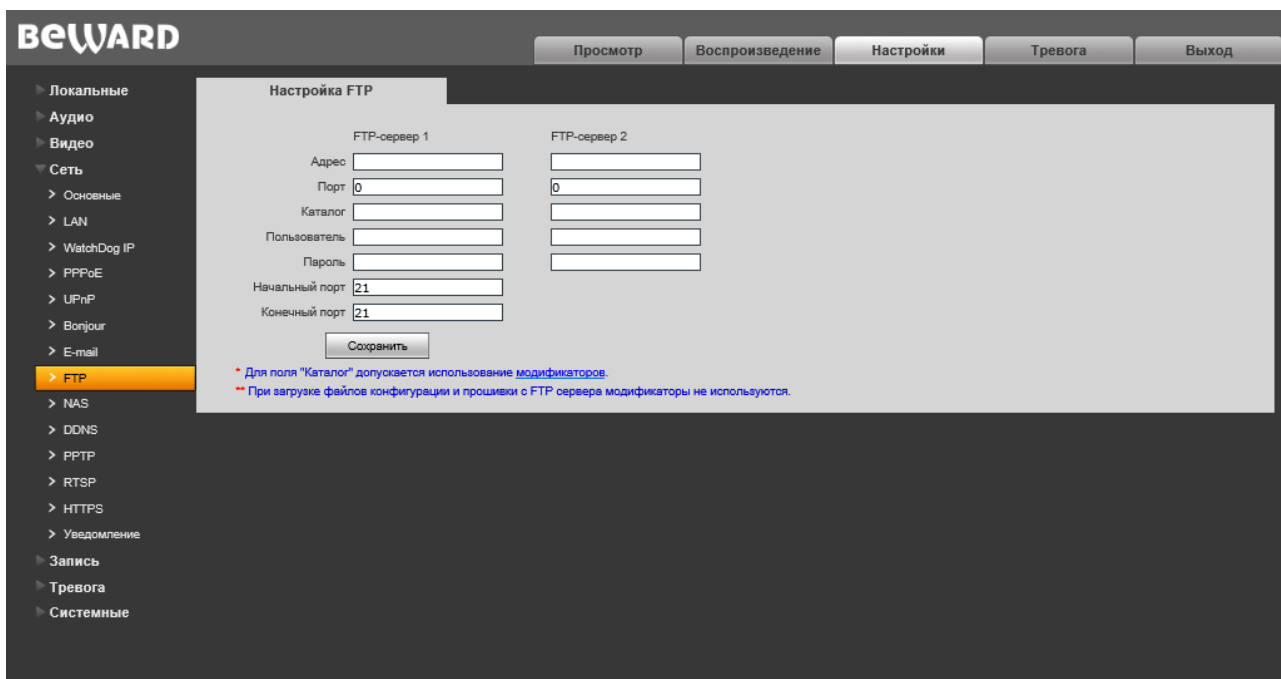 BEWARD
Просмотр Воспроизведение Настройки Тревога Выход
Локальные
Аудио
Видео
Сеть
Основные
LAN
WatchDog IP
PPPoE
UPnP
Bonjour
E-mail
FTP
NAS
DDNS
PPTP
RTSP
HTTPS
Уведомление
Запись
Тревога
Системные
Настройка FTP
FTP-сервер 1 FTP-сервер 2
Адрес
Порт 0 0
Каталог
Пользователь
Пароль
Начальный порт 21
Конечный порт 21
Сохранить
* Для поля "Каталог" допускается использование модификаторов.
** При загрузке файлов конфигурации и прошивки с FTP сервера модификаторы не используются.